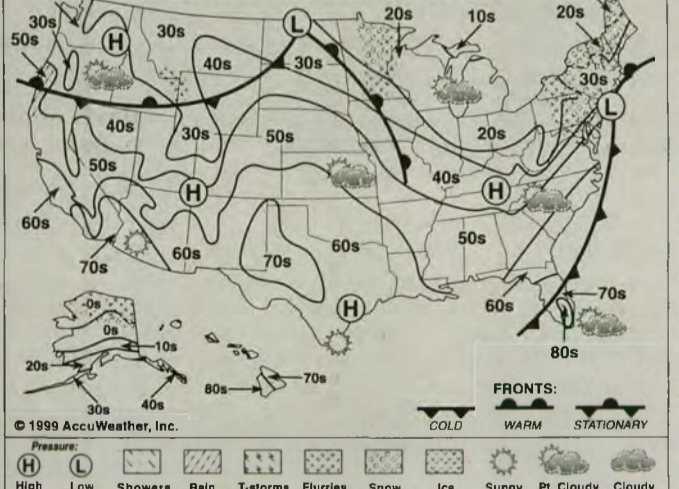 30s
50s
H
30s
40s
L
30s
20s
10s
20s
30s
L
40s
30s
50s
20s
40s
50s
H
H
60s
70s
60s
70s
60s
50s
60s
H
70s
80s
-0s
0s
10s
20s
30s
40s
80s
70s
© 1999 AccuWeather, Inc.
FRONTS:
COLD WARM STATIONARY
Pressure:
H L
High Low Showers Rain T-storms Flurries Snow Ice Sunny Pt. Cloudy Cloudy